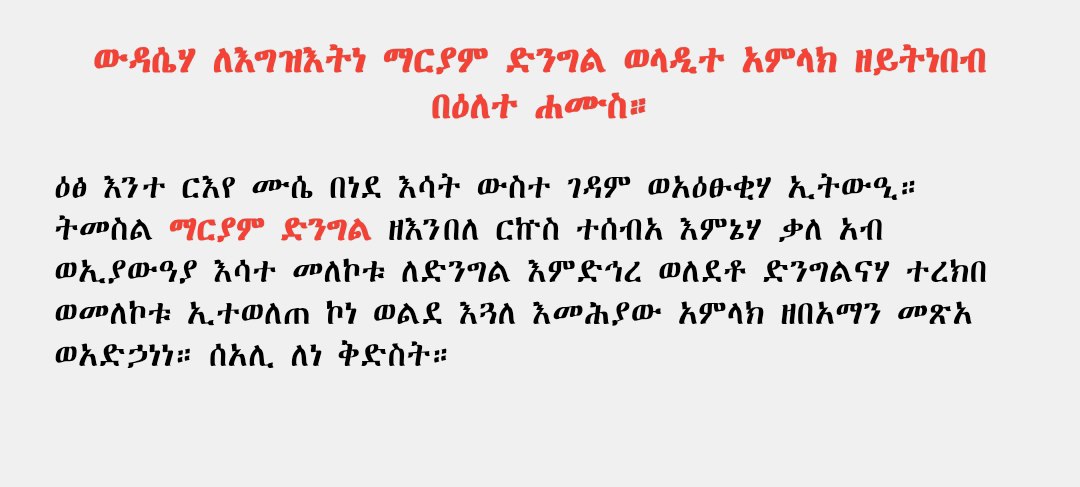 ውዳሴሃ ለእግዝእትነ ማርያም ድንግል ወላዲተ አምላክ ዘይትነበብ
በዕለተ ሐሙስ።
ዕፅ እንተ ርእየ ሙሴ በነደ እሳት ውስተ ገዳም ወአዕፁቂሃ ኢትውዒ።
ትመስል ማርያም ድንግል ዘእንበለ ርኵስ ተሰብአ እምኔሃ ቃለ አብ
ወኢያውዓያ እሳተ መለኮቱ ለድንግል እምድኅረ ወለደቶ ድንግልናሃ ተረክበ
ወመለኮቱ ኢተወለጠ ኮነ ወልደ እጓለ እመሕያው አምላክ ዘበአማን መጽአ
ወአድኃነነ። ሰአሊ ለነ ቅድስት።